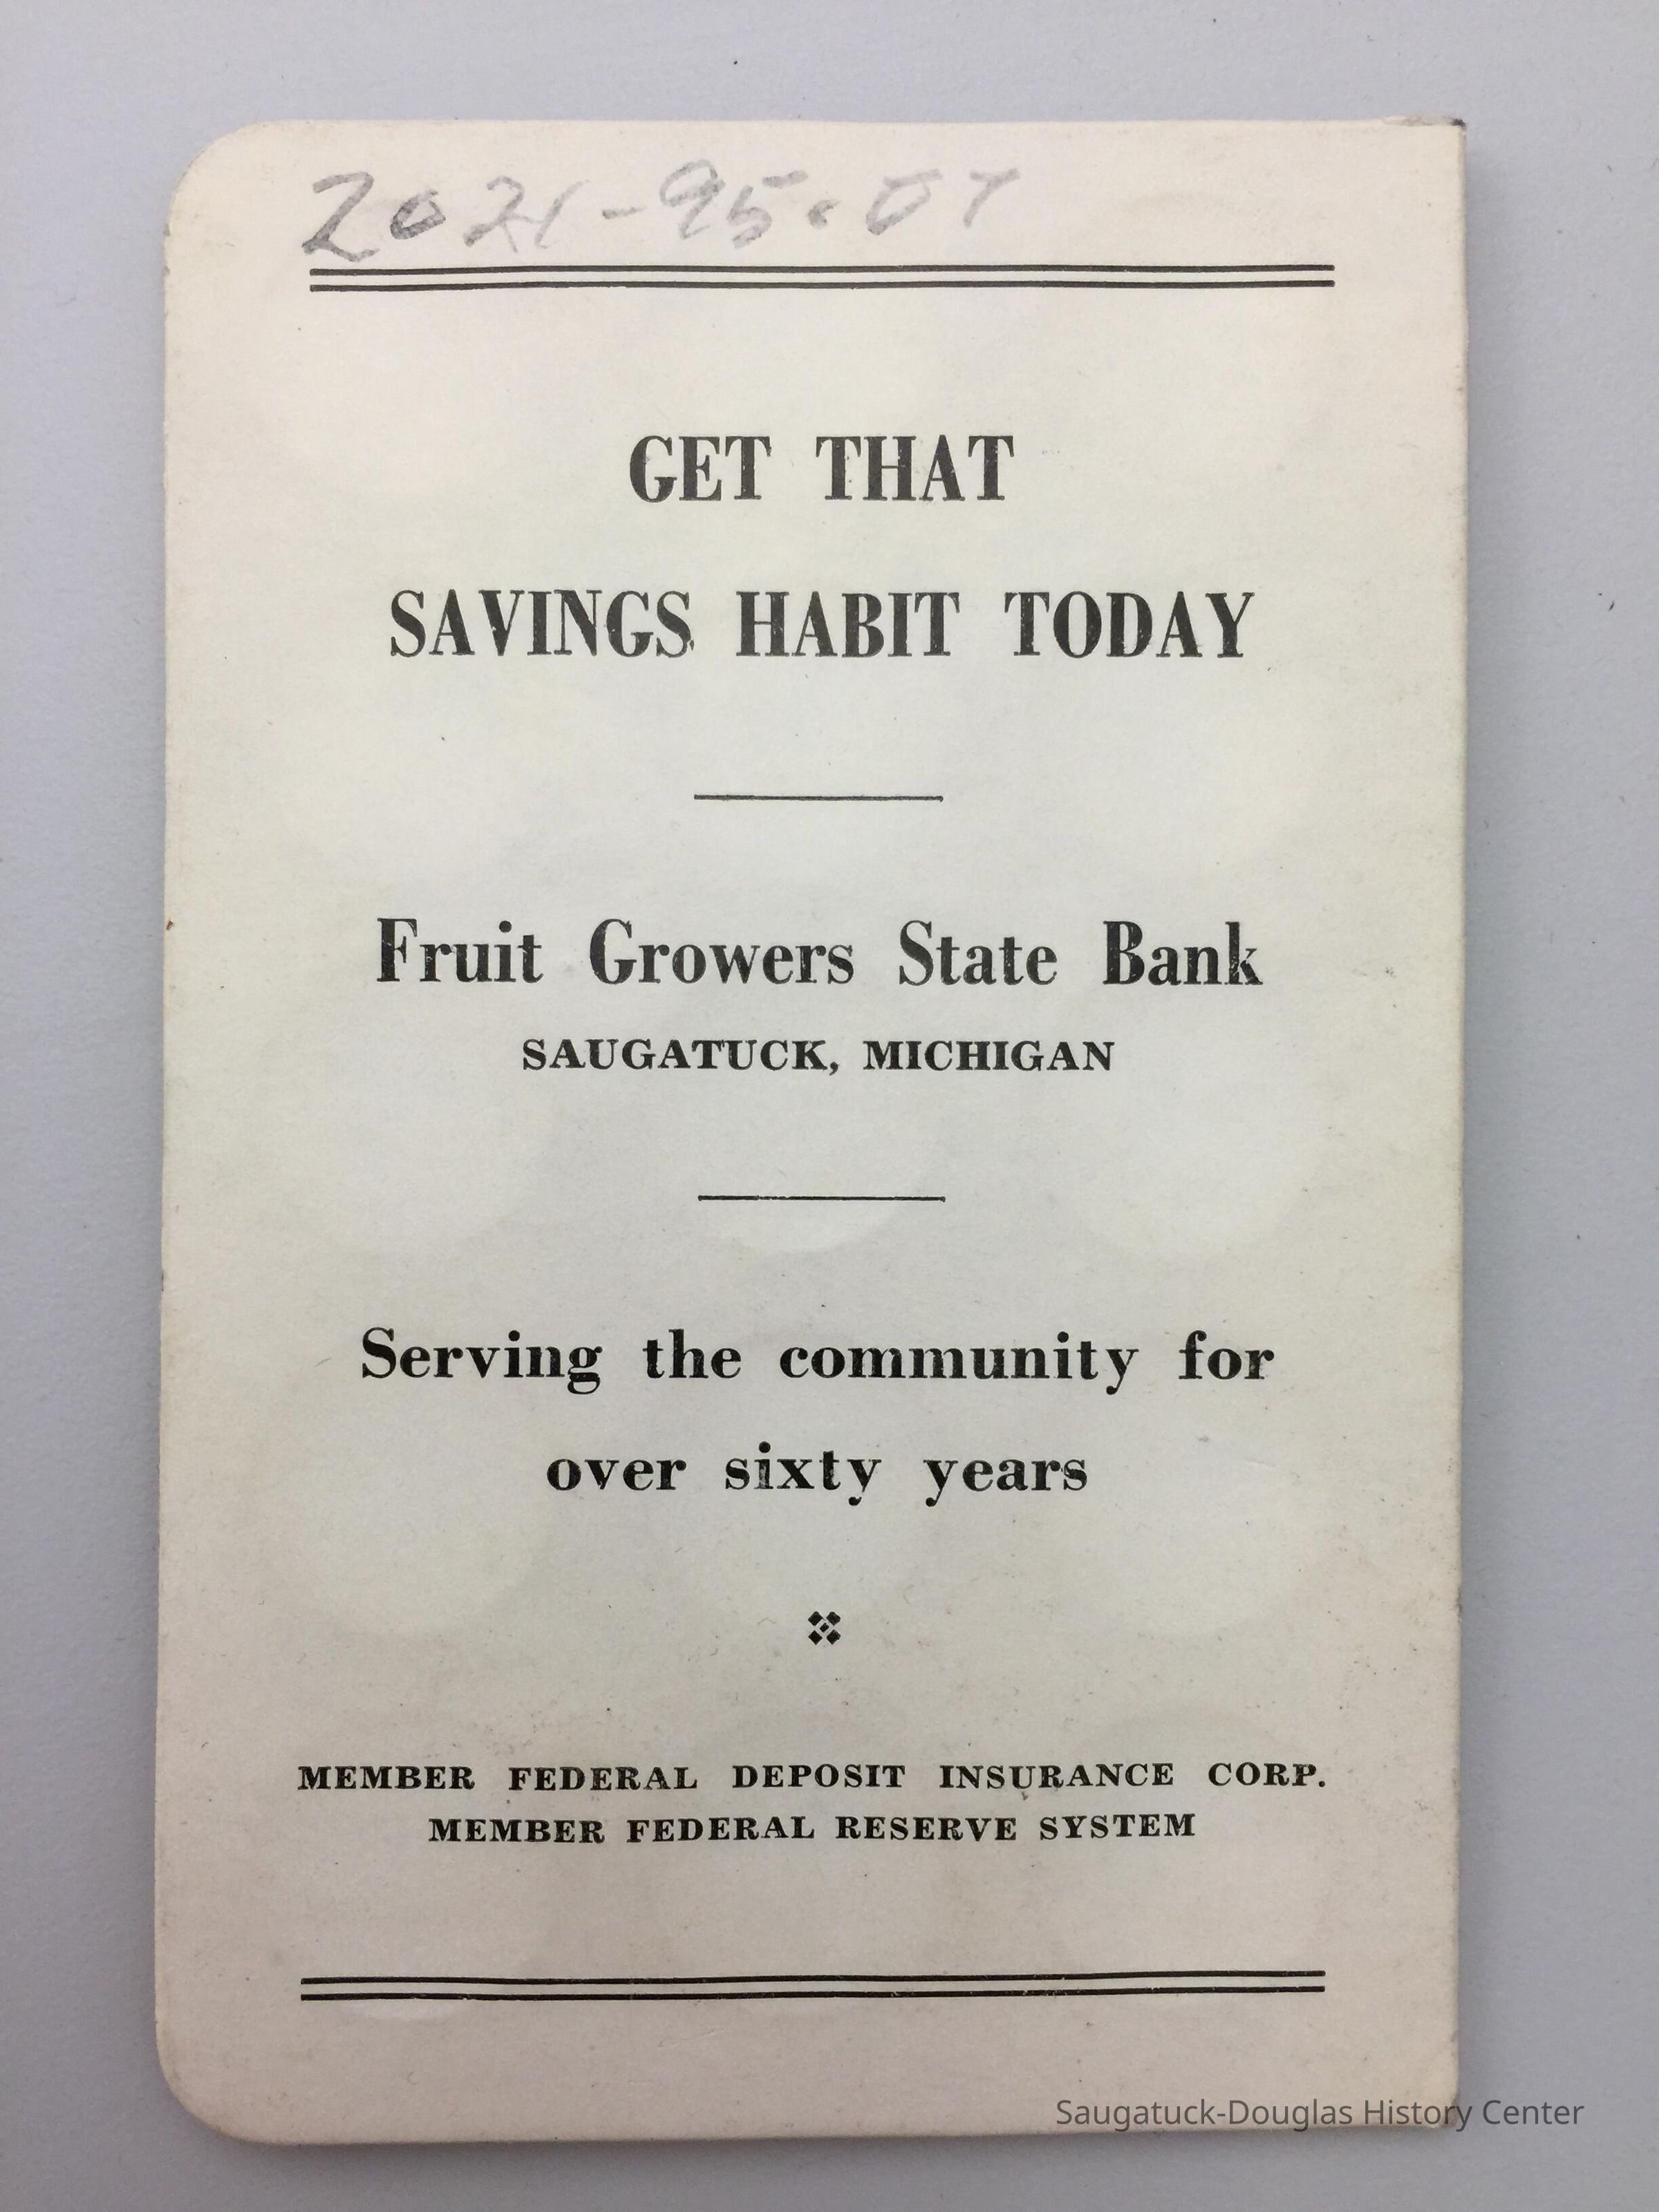 2021-95.07
GET THAT
SAVINGS HABIT TODAY
Fruit Growers State Bank
SAUGATUCK, MICHIGAN
Serving the community for
over sixty years
MEMBER FEDERAL DEPOSIT INSURANCE CORP.
MEMBER FEDERAL RESERVE SYSTEM
Saugatuck-Douglas History Center